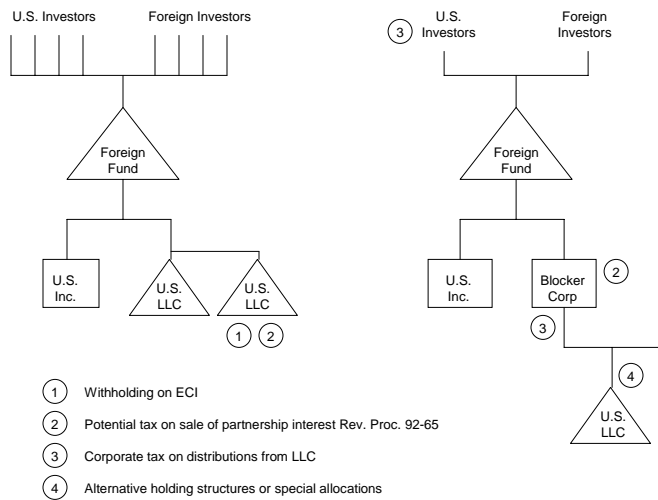 U.S. Investors
Foreign Investors
Foreign
Fund
U.S.
Inc.
U.S.
LLC
U.S.
LLC
1
2
3
U.S.
Investors
Foreign
Investors
Foreign
Fund
U.S.
Inc.
Blocker
Corp
2
3
4
U.S.
LLC
1 Withholding on ECI
2 Potential tax on sale of partnership interest Rev. Proc. 92-65
3 Corporate tax on distributions from LLC
4 Alternative holding structures or special allocations